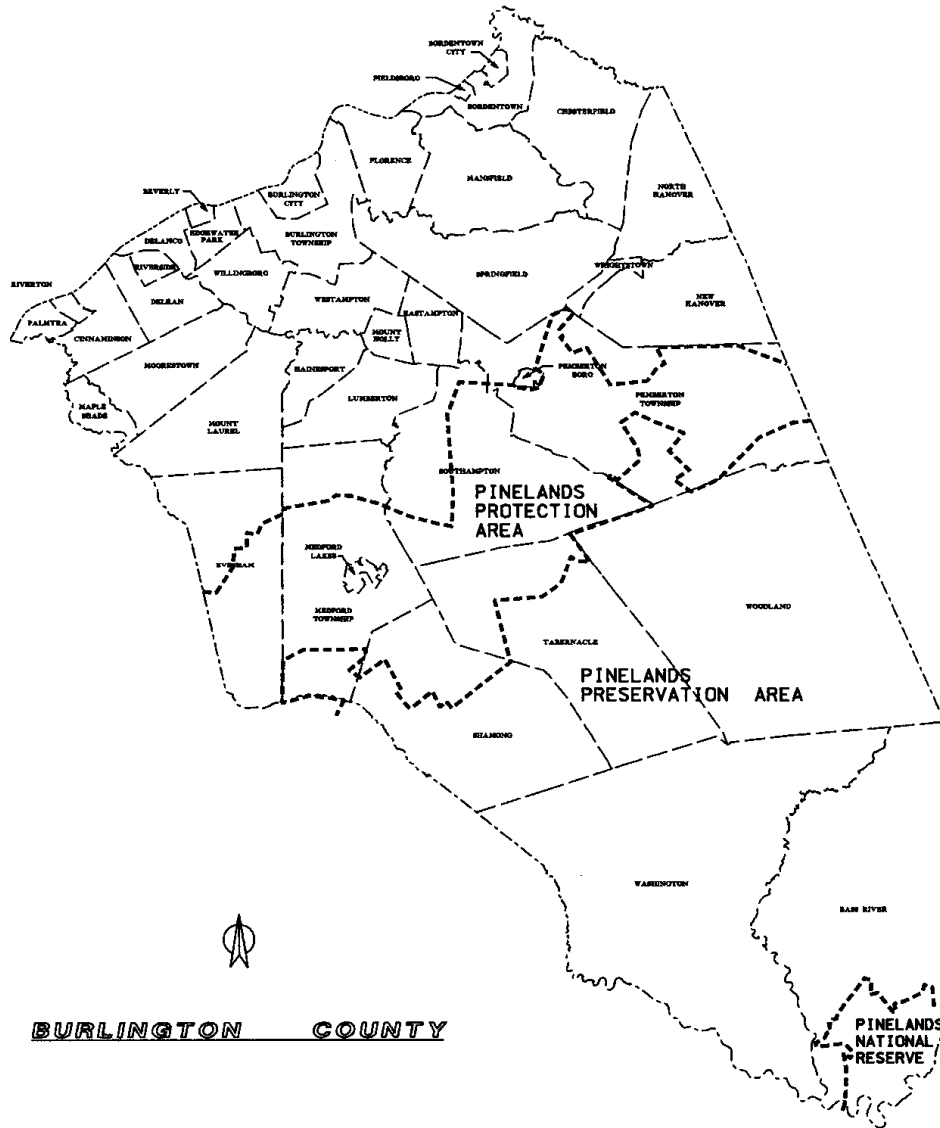 BORDENTOWN
CITY
FIELDSBORO
BORDENTOWN
CHESTERFIELD
FLORENCE
MANSFIELD
NORTH
HANOVER
BEVERLY
BURLINGTON
CITY
EDGEWATER
PARK
BURLINGTON
TOWNSHIP
DELANCO
RIVERSIDE
WILLINGBORO
SPRINGFIELD
WRIGHTSTOWN
RIVERTON
DELRAN
WESTAMPTON
NEW
HANOVER
EASTAMPTON
PALMYRA
CINNAMINSON
MOUNT
HOLLY
MOORESTOWN
HAINESPORT
PEMBERTON
BORO
LUMBERTON
PEMBERTON
TOWNSHIP
MAPLE
SHADE
MOUNT
LAUREL
SOUTHAMPTON
PINELANDS
PROTECTION
AREA
MEDFORD
LAKES
EVESHAM
MEDFORD
TOWNSHIP
WOODLAND
TABERNACLE
PINELANDS
PRESERVATION AREA
SHAMONG
WASHINGTON
BASS RIVER
BURLINGTON COUNTY
PINELANDS
NATIONAL
RESERVE